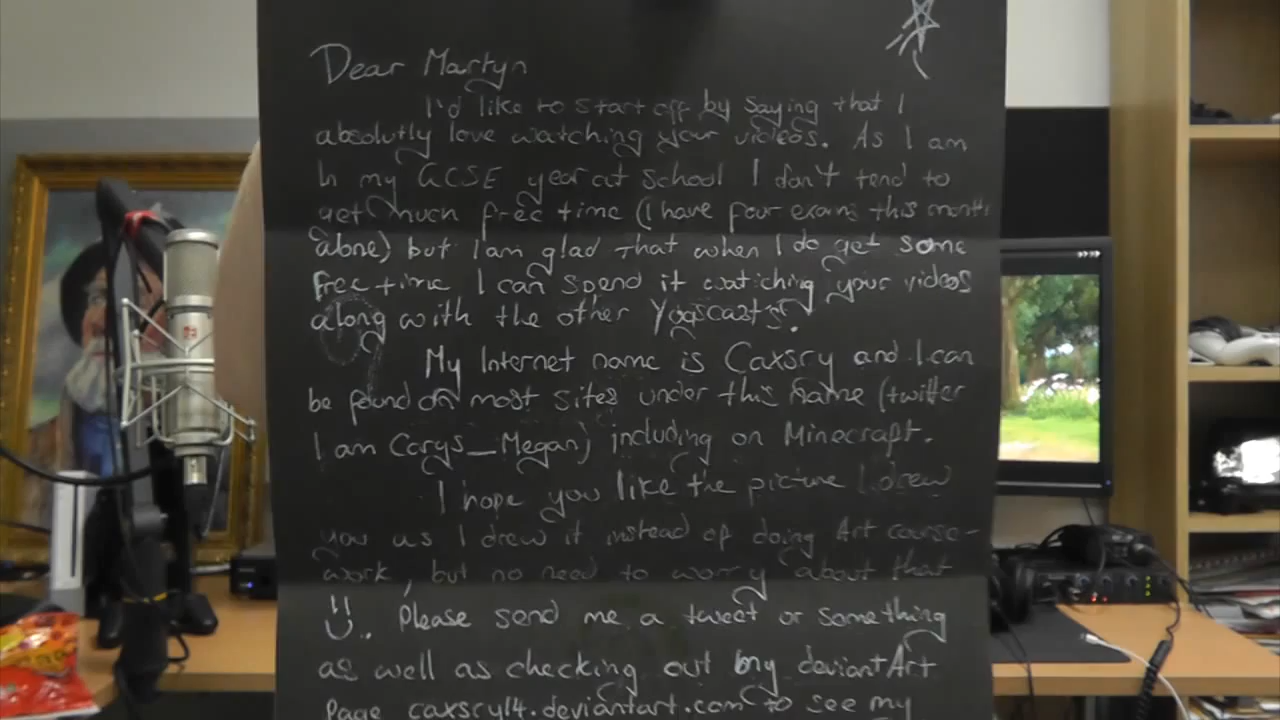 Dear Martyn
I'd like to start off by saying that I
absolutly love watching your videos. As I am
In my GCSE year at school I don't tend to
get much free time (I have four exams this month
alone) but I am glad that when I do get some
free time I can spend it watiching your videos
along with the other Yogscasts.
My Internet name is Caxsry and I can
be found on most sites under this name (twitter
I am Carys_Megan) including on Minecraft.
I hope you like the picture I drew
you as I drew it instead of doing Art course-
work, but no need to worry about that
Please send me a tweet or something
as well as checking out my deviantArt
Page caxsry14.deviantart.com to see my